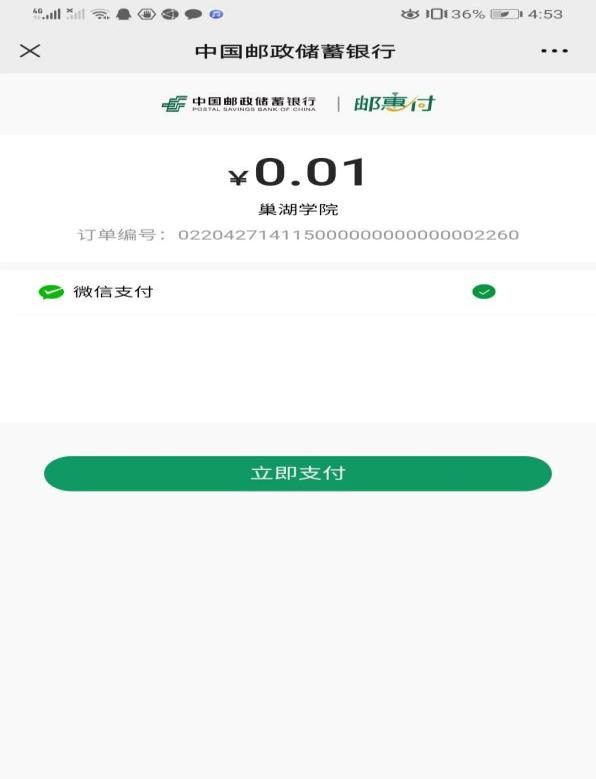 4G 36% 4:53
中国邮政储蓄银行
中国邮政储蓄银行 | 邮惠付
POSTAL SAVINGS BANK OF CHINA
¥0.01
巢湖学院
订单编号：0220427141150000000000000002260
微信支付
立即支付